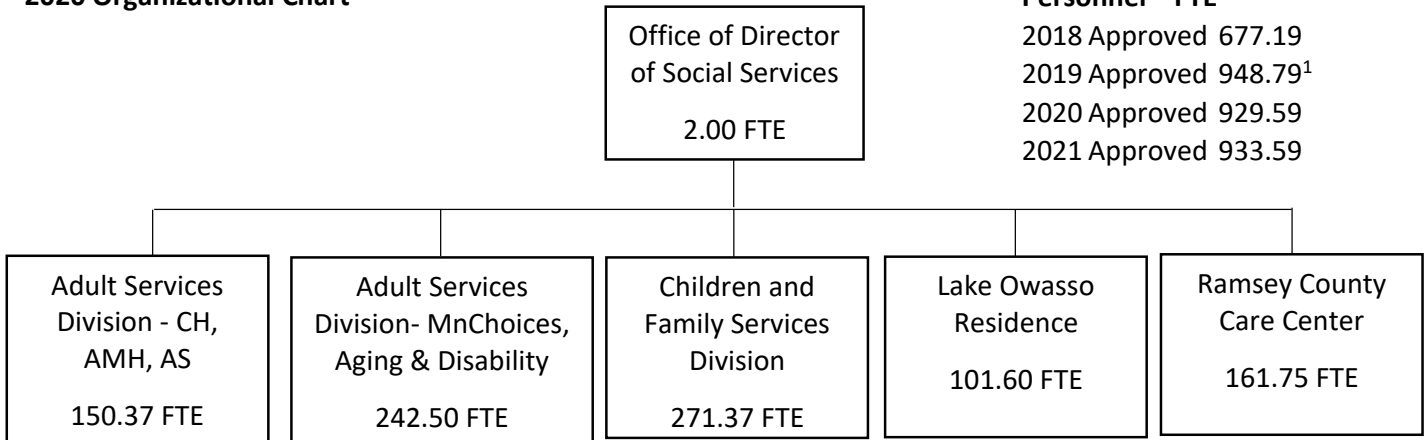 2020 Organizational Chart
Personnel - FTE
2018 Approved 677.19
2019 Approved 948.79¹
2020 Approved 929.59
2021 Approved 933.59
Office of Director
of Social Services
2.00 FTE
Adult Services
Division - CH,
AMH, AS
150.37 FTE
Adult Services
Division- MnChoices,
Aging & Disability
242.50 FTE
Children and
Family Services
Division
271.37 FTE
Lake Owasso
Residence
101.60 FTE
Ramsey County
Care Center
161.75 FTE